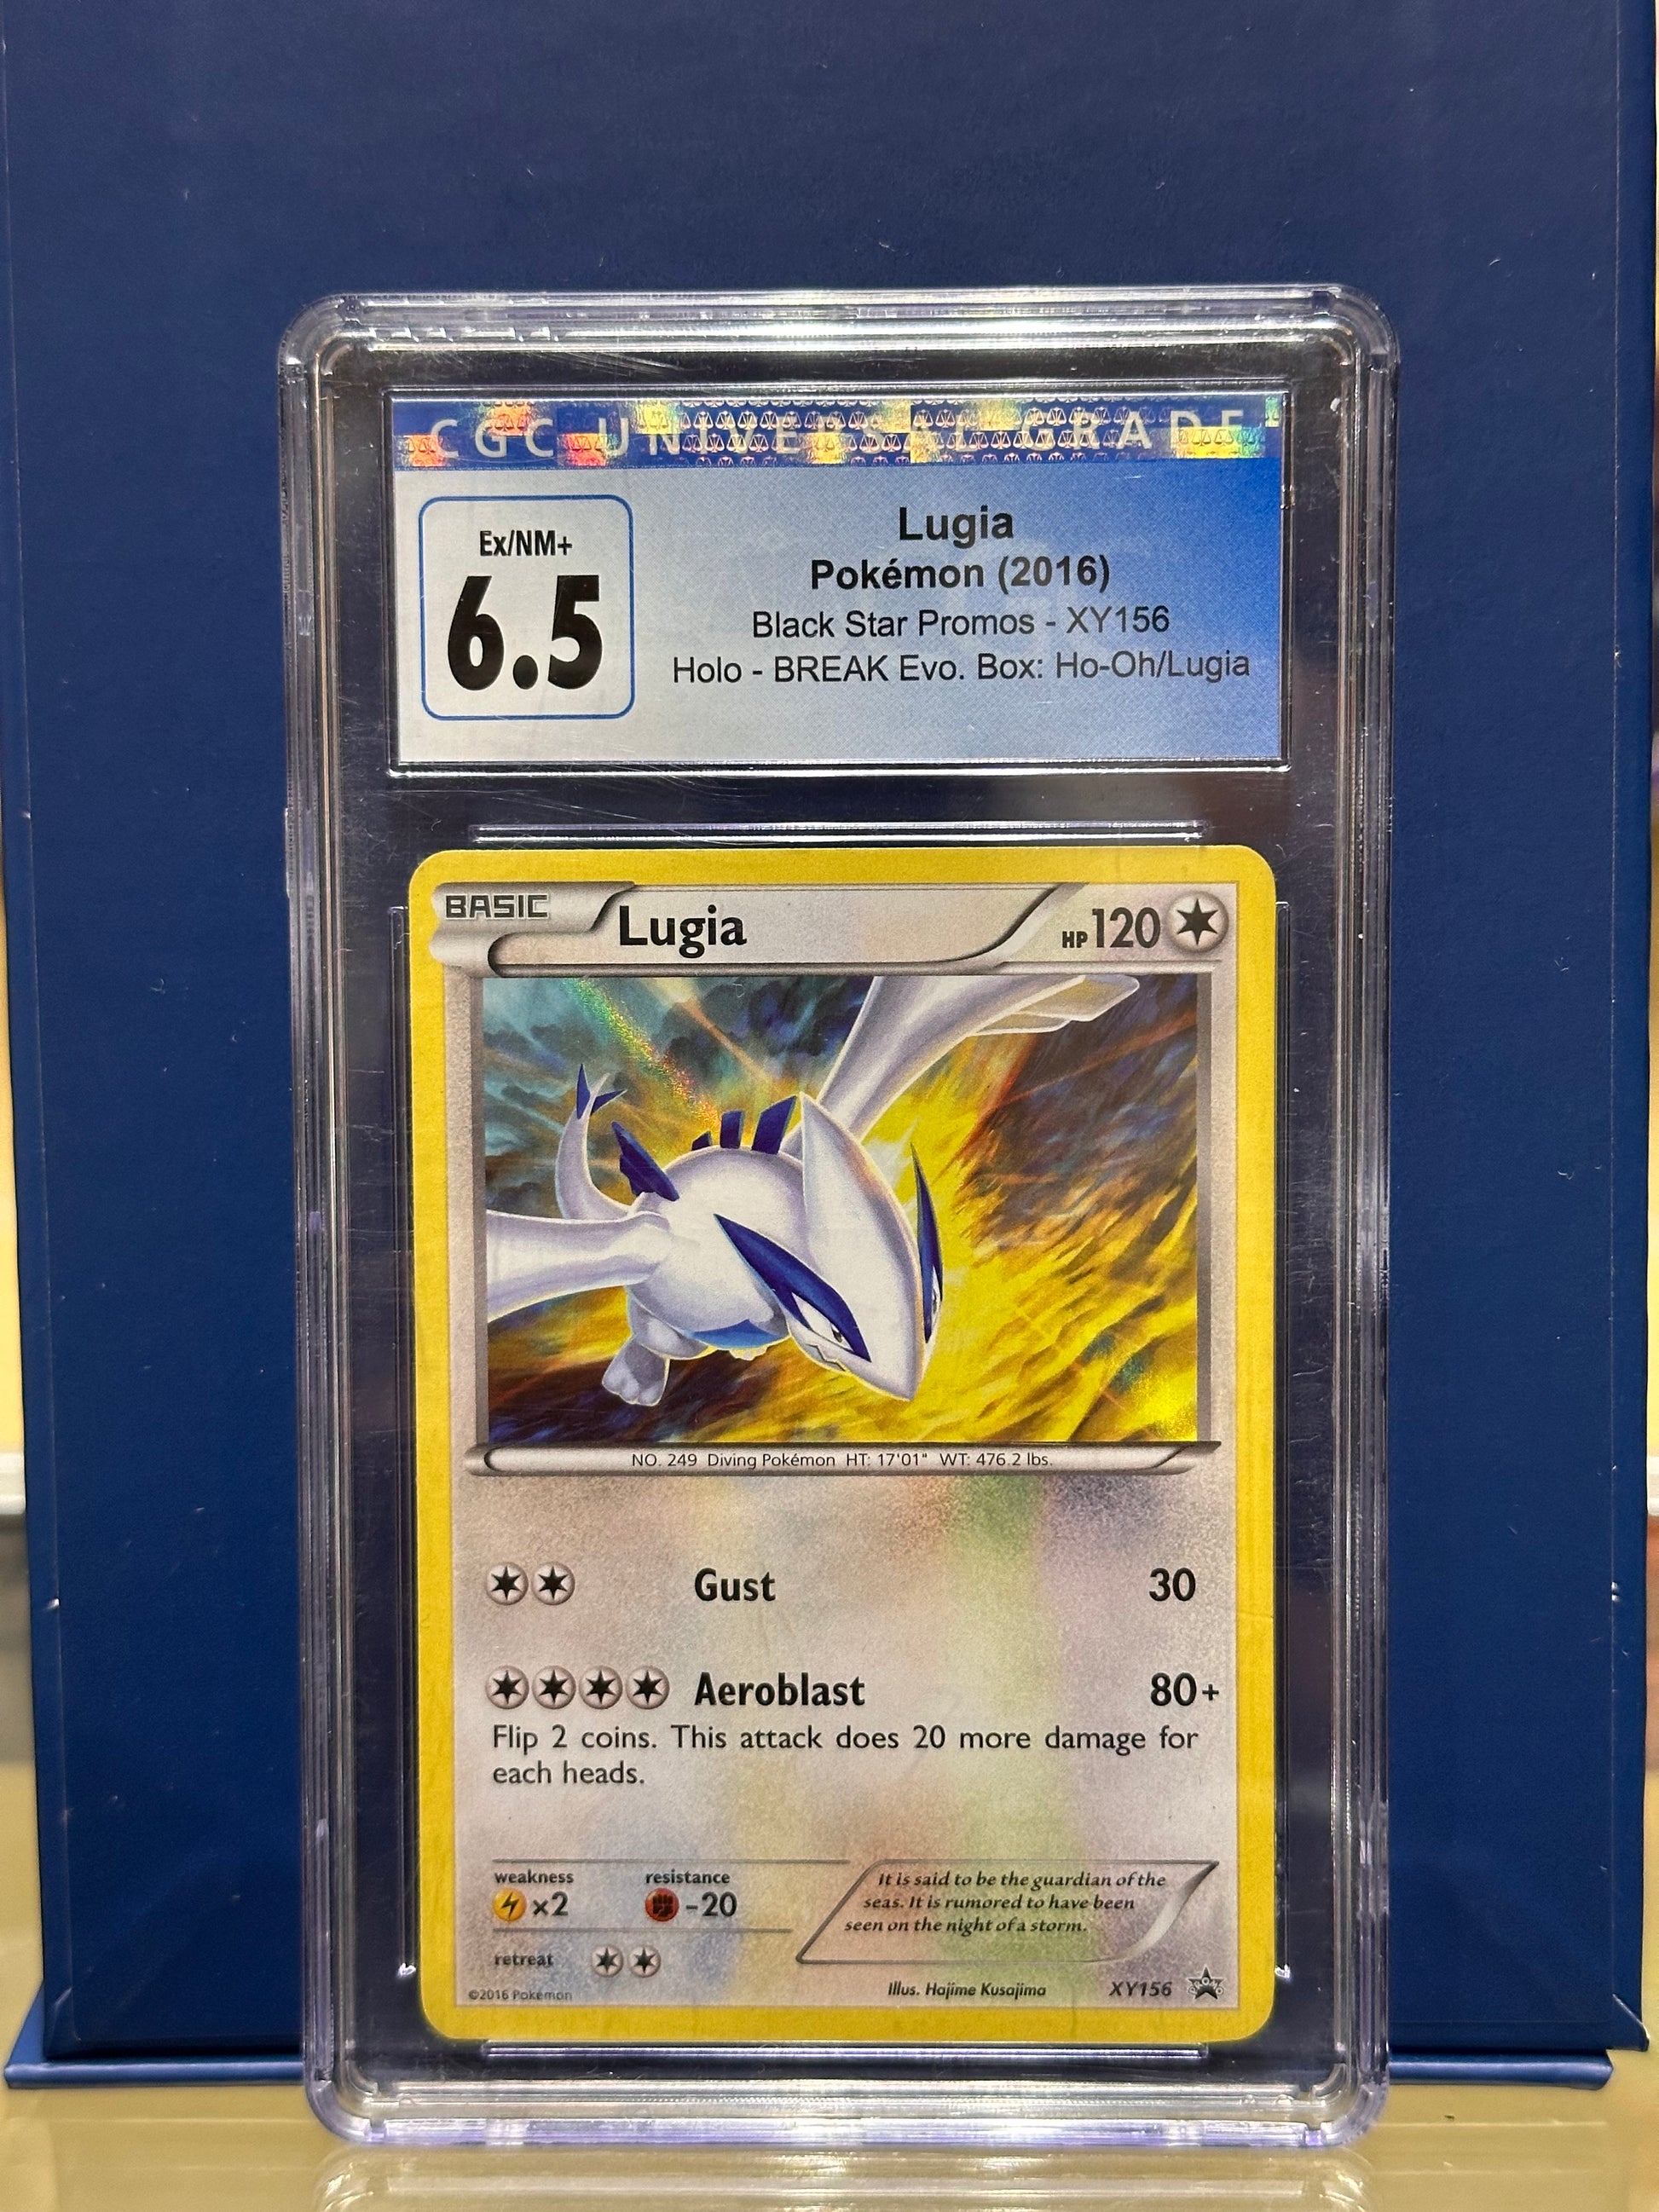 CGC UNIVERSAL GRADE
Ex/NM+
6.5
Lugia
Pokémon (2016)
Black Star Promos - XY156
Holo - BREAK Evo. Box: Ho-Oh/Lugia
BASIC
Lugia
HP120
NO. 249 Diving Pokémon HT: 17'01" WT: 476.2 lbs.
Gust 30
Aeroblast 80+
Flip 2 coins. This attack does 20 more damage for
each heads.
weakness
×2
resistance
-20
retreat
It is said to be the guardian of the
seas. It is rumored to have been
seen on the night of a storm.
©2016 Pokémon
Illus. Hajime Kusajima
XY156